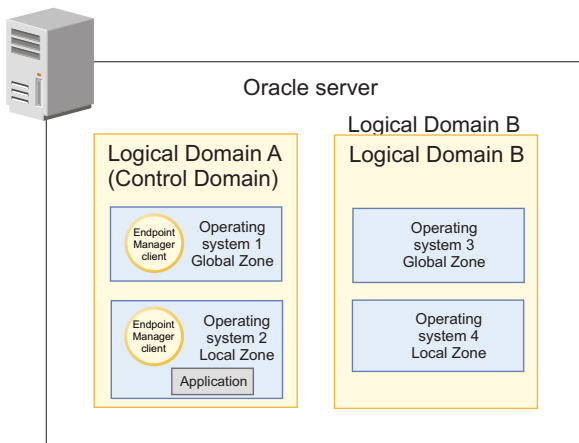 Oracle server
Logical Domain B
Logical Domain A
(Control Domain)
Endpoint
Manager
client
Operating
system 1
Global Zone
Endpoint
Manager
client
Operating
system 2
Local Zone
Application
Logical Domain B
Operating
system 3
Global Zone
Operating
system 4
Local Zone